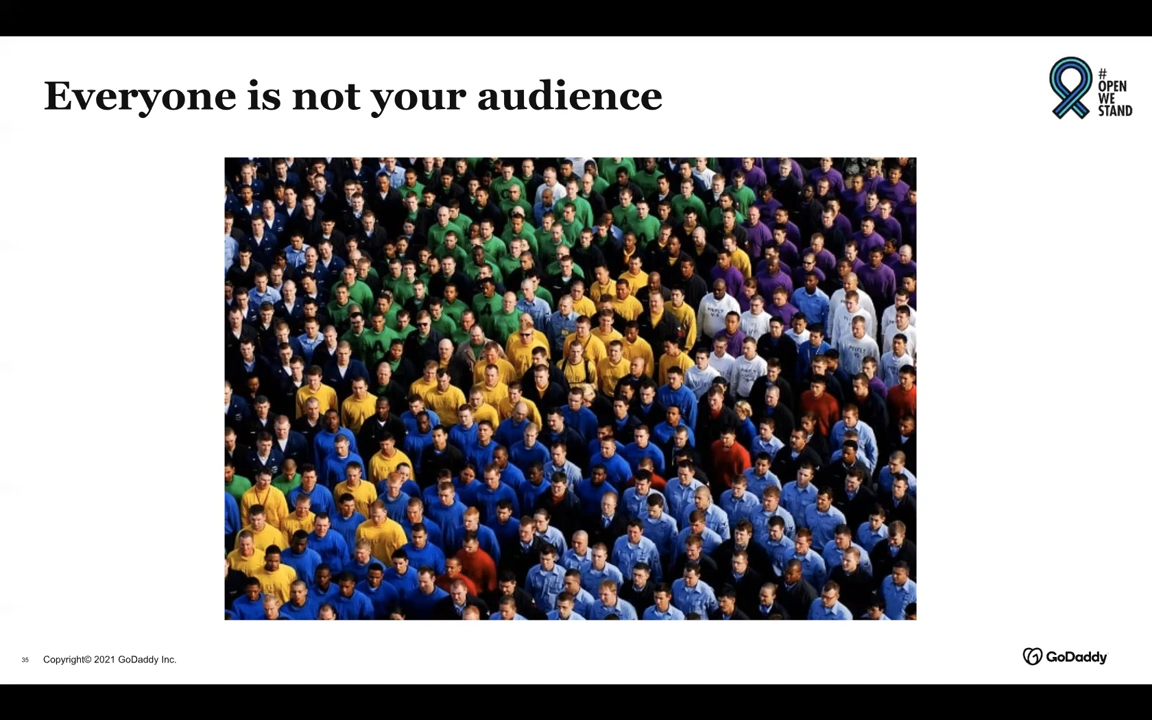 Everyone is not your audience
#
OPEN
WE
STAND
35
Copyright© 2021 GoDaddy Inc.
GoDaddy